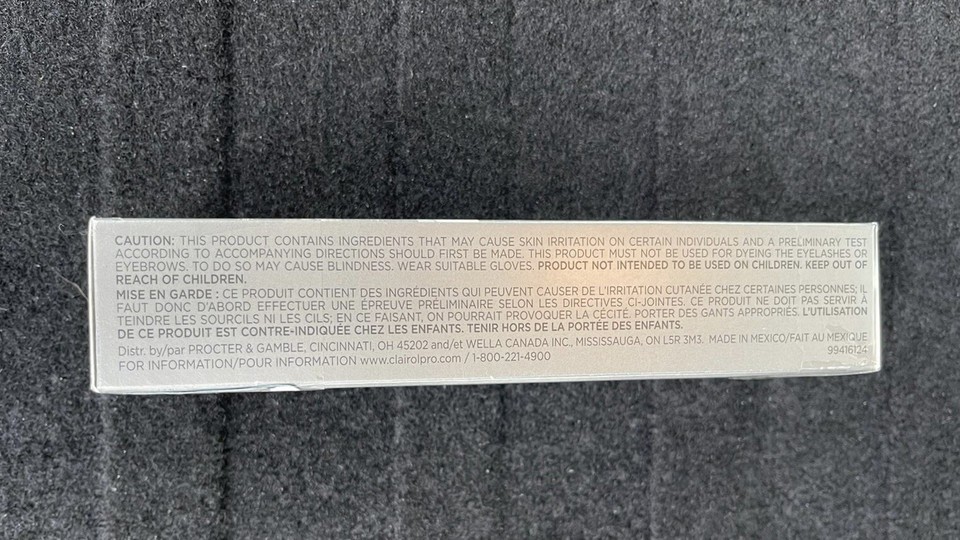 CAUTION: THIS PRODUCT CONTAINS INGREDIENTS THAT MAY CAUSE SKIN IRRITATION ON CERTAIN INDIVIDUALS AND A PRELIMINARY TEST
ACCORDING TO ACCOMPANYING DIRECTIONS SHOULD FIRST BE MADE. THIS PRODUCT MUST NOT BE USED FOR DYEING THE EYELASHES OR
EYEBROWS. TO DO SO MAY CAUSE BLINDNESS. WEAR SUITABLE GLOVES. PRODUCT NOT INTENDED TO BE USED ON CHILDREN. KEEP OUT OF
REACH OF CHILDREN.
MISE EN GARDE : CE PRODUIT CONTIENT DES INGRÉDIENTS QUI PEUVENT CAUSER DE L'IRRITATION CUTANÉE CHEZ CERTAINES PERSONNES; IL
FAUT DONC D'ABORD EFFECTUER UNE ÉPREUVE PRÉLIMINAIRE SELON LES DIRECTIVES CI-JOINTES. CE PRODUIT NE DOIT PAS SERVIR À
TEINDRE LES SOURCILS NI LES CILS; EN CE FAISANT, ON POURRAIT PROVOQUER LA CÉCITÉ. PORTER DES GANTS APPROPRIÉS. L'UTILISATION
DE CE PRODUIT EST CONTRE-INDIQUÉE CHEZ LES ENFANTS. TENIR HORS DE LA PORTÉE DES ENFANTS.
Distr. by/par PROCTER & GAMBLE, CINCINNATI, OH 45202 and/et WELLA CANADA INC., MISSISSAUGA, ON L5R 3M3. MADE IN MEXICO/FAIT AU MEXIQUE
FOR INFORMATION/POUR INFORMATION www.clairolpro.com / 1-800-221-4900
99416124